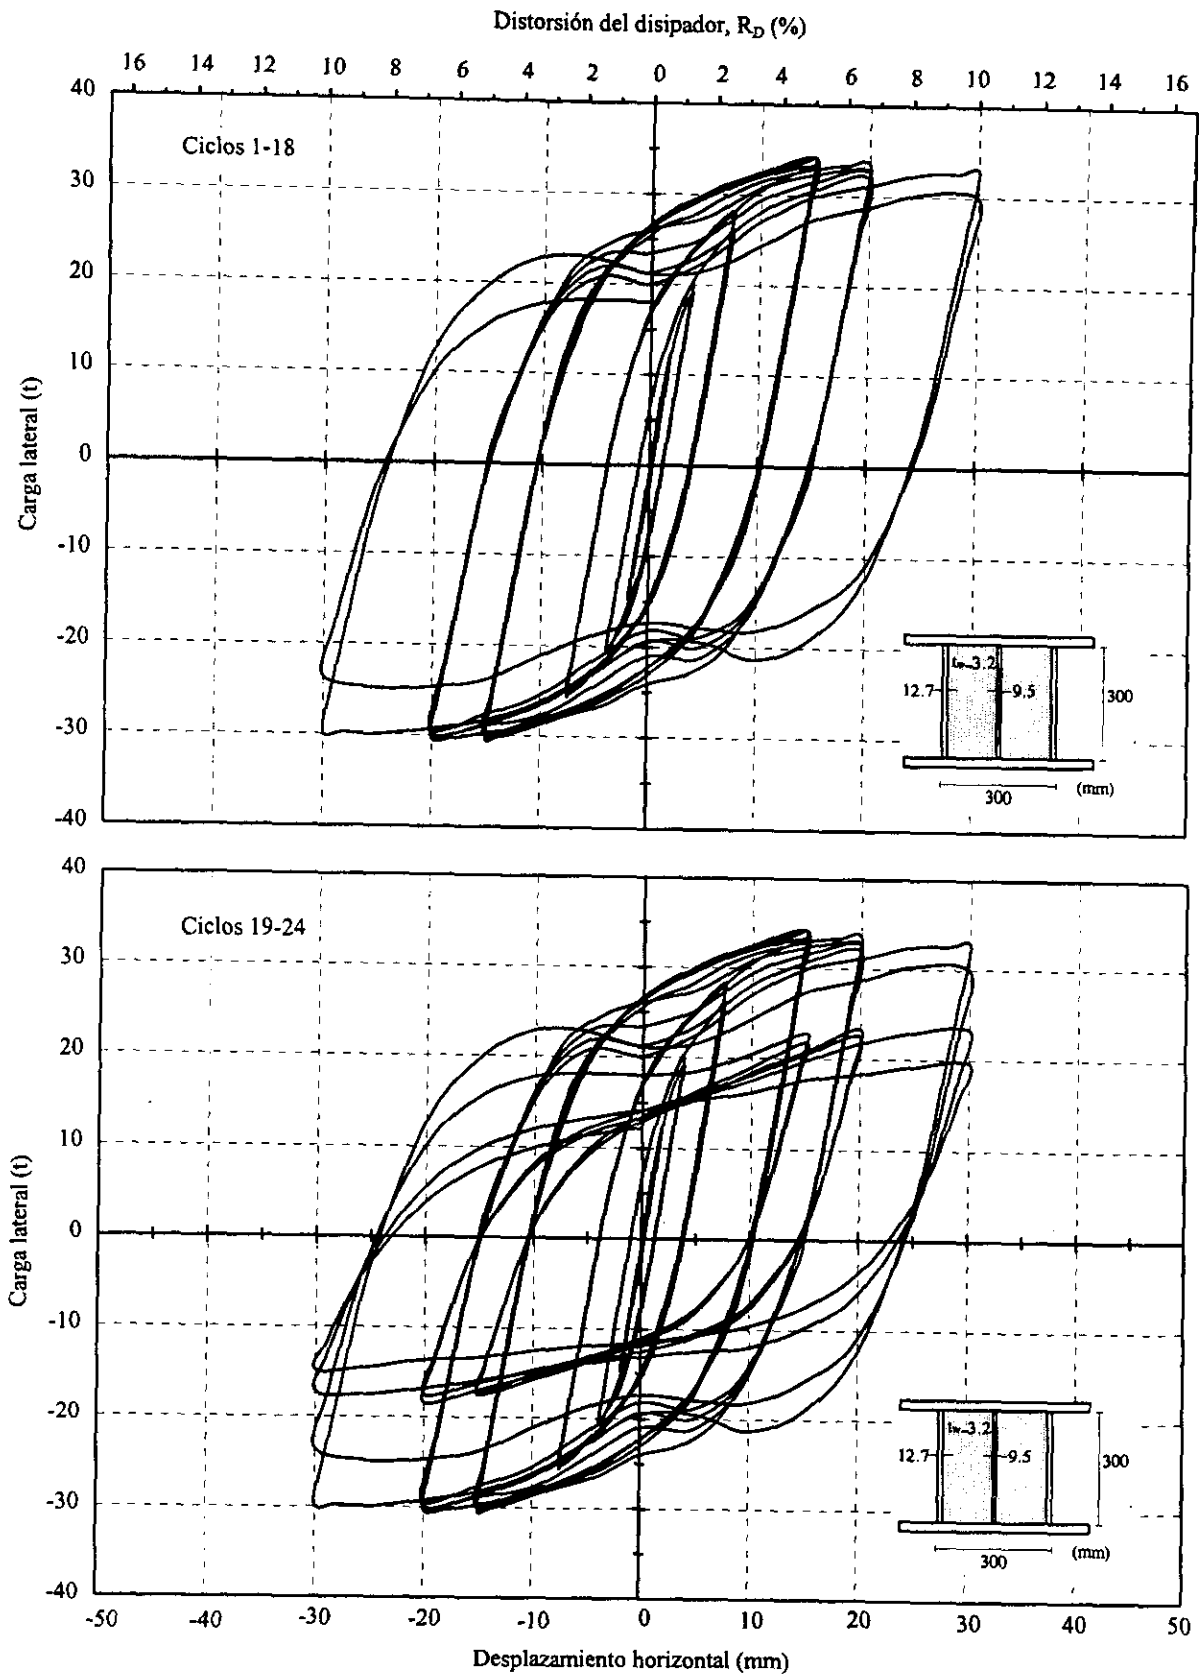 Distorsión del disipador, R_D (%)
16 14 12 10 8 6 4 2 0 2 4 6 8 10 12 14 16
40
Ciclos 1-18
30
20
10
0
-10
-20
-30
-40
Carga lateral (t)
t_w=3.2
12.7
9.5
300
300
(mm)
40
Ciclos 19-24
30
20
10
0
-10
-20
-30
-40
Carga lateral (t)
t_w=3.2
12.7
9.5
300
300
(mm)
-50 -40 -30 -20 -10 0 10 20 30 40 50
Desplazamiento horizontal (mm)